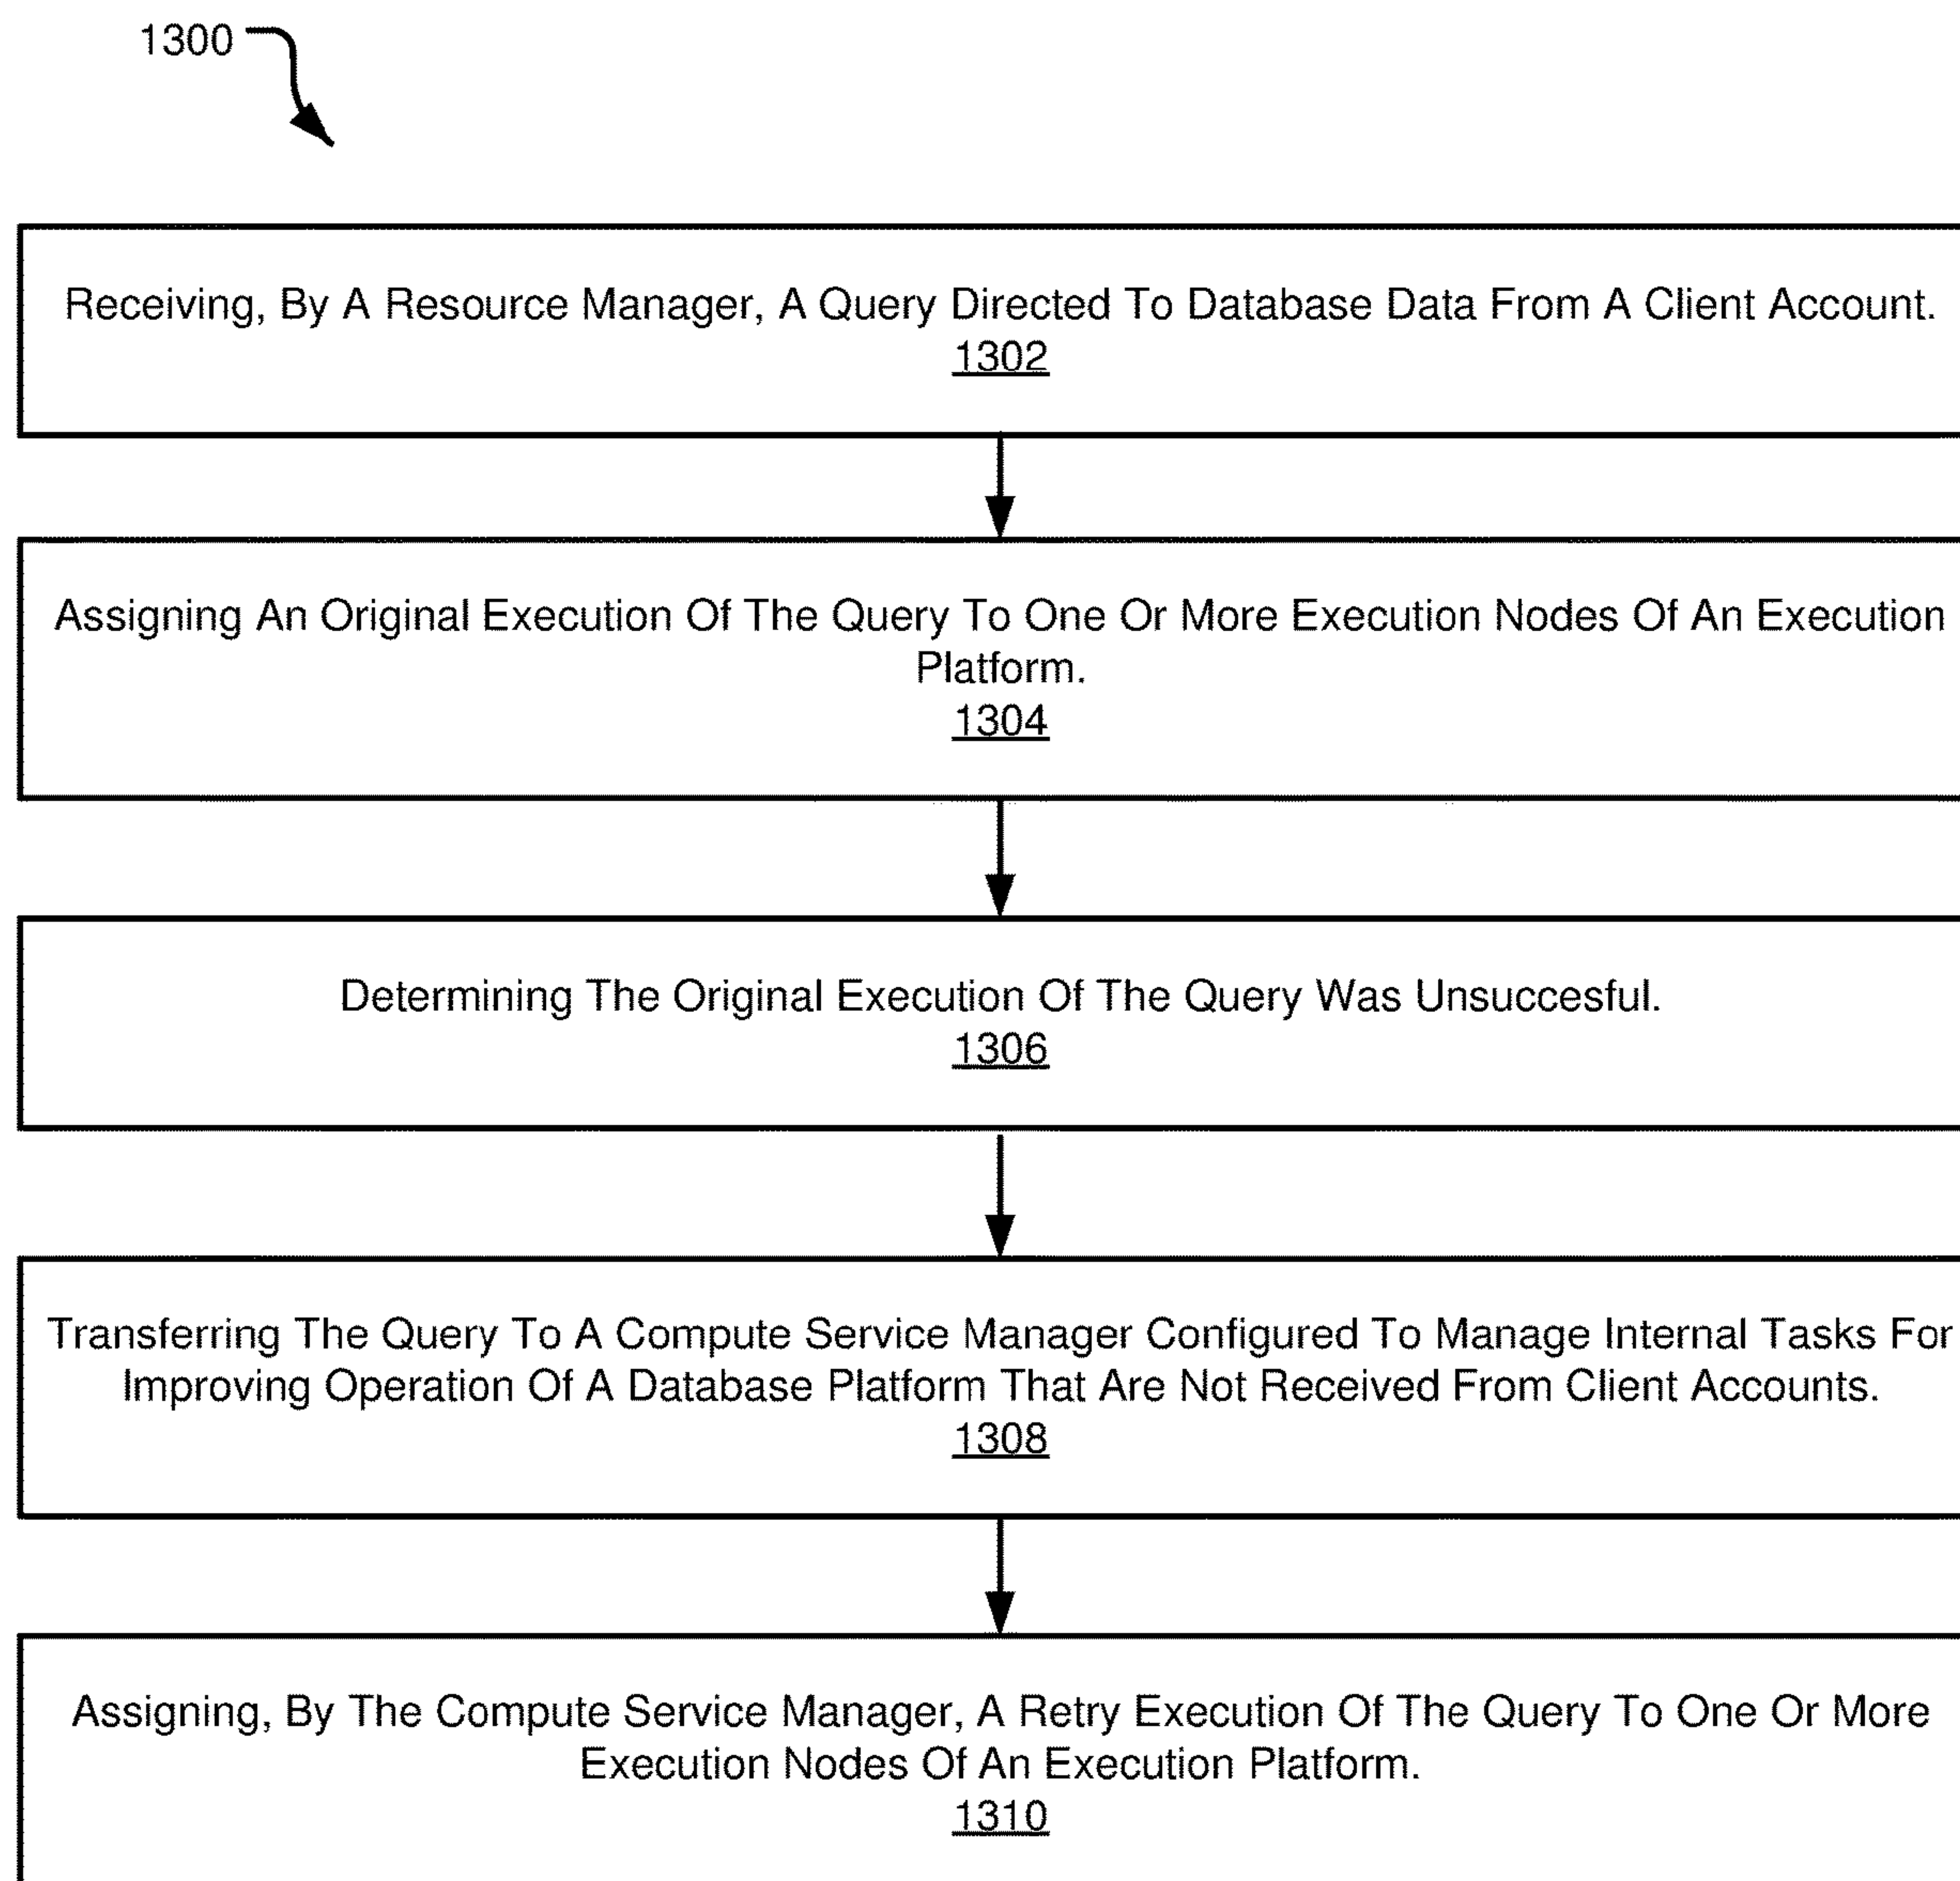 1300
Receiving, By A Resource Manager, A Query Directed To Database Data From A Client Account.
1302
Assigning An Original Execution Of The Query To One Or More Execution Nodes Of An Execution
Platform.
1304
Determining The Original Execution Of The Query Was Unsuccesful.
1306
Transferring The Query To A Compute Service Manager Configured To Manage Internal Tasks For
Improving Operation Of A Database Platform That Are Not Received From Client Accounts.
1308
Assigning, By The Compute Service Manager, A Retry Execution Of The Query To One Or More
Execution Nodes Of An Execution Platform.
1310